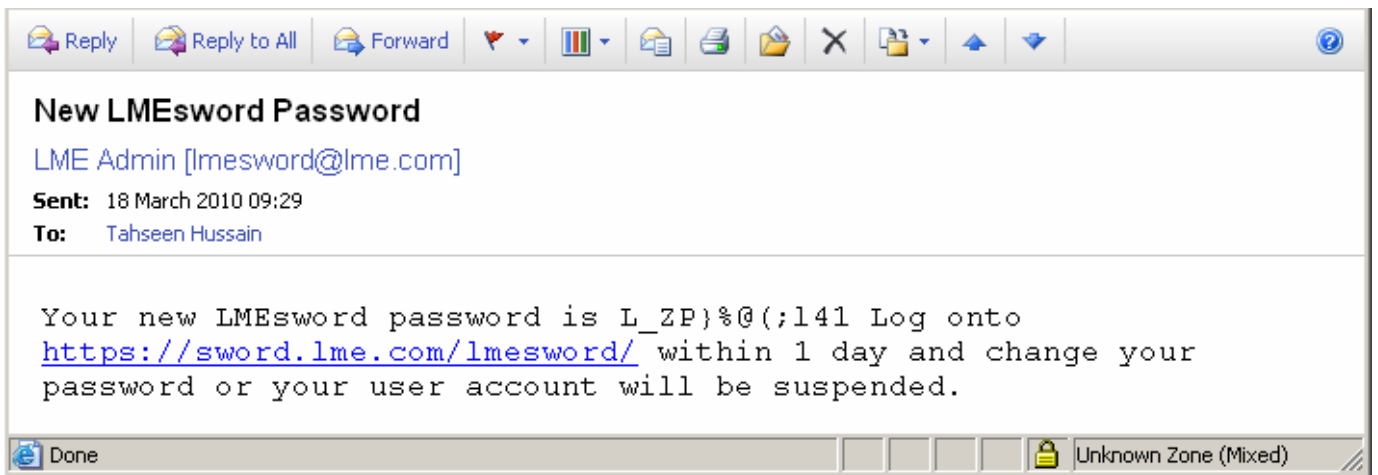 Reply Reply to All Forward
New LMEsword Password
LME Admin [lmesword@lme.com]
Sent: 18 March 2010 09:29
To: Tahseen Hussain
Your new LMEsword password is L_ZP}%@(;l41 Log onto
https://sword.lme.com/lmesword/ within 1 day and change your
password or your user account will be suspended.
Done Unknown Zone (Mixed)